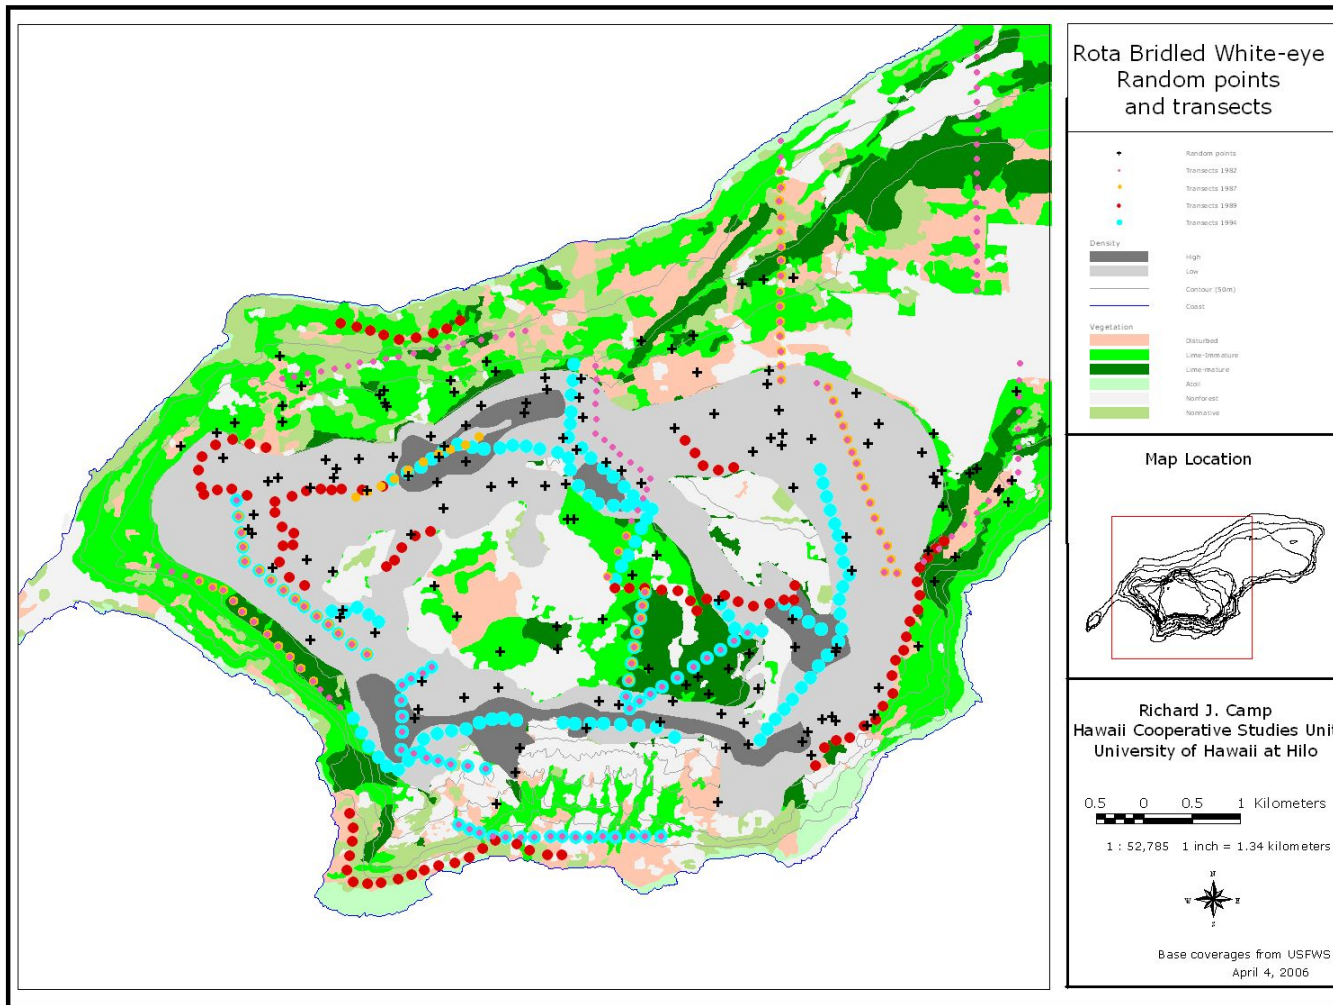 Rota Bridled White-eye
Random points
and transects
Random points
Transects 1982
Transects 1987
Transects 1989
Transects 1994
Density
High
Low
Contour (50m)
Coast
Vegetation
Disturbed
Lime-Immature
Lime-mature
Atoll
Nonforest
Nonnative
Map Location
Richard J. Camp
Hawaii Cooperative Studies Unit
University of Hawaii at Hilo
0.5 0 0.5 1 Kilometers
1 : 52,785 1 inch = 1.34 kilometers
N
W E
S
Base coverages from USFWS
April 4, 2006